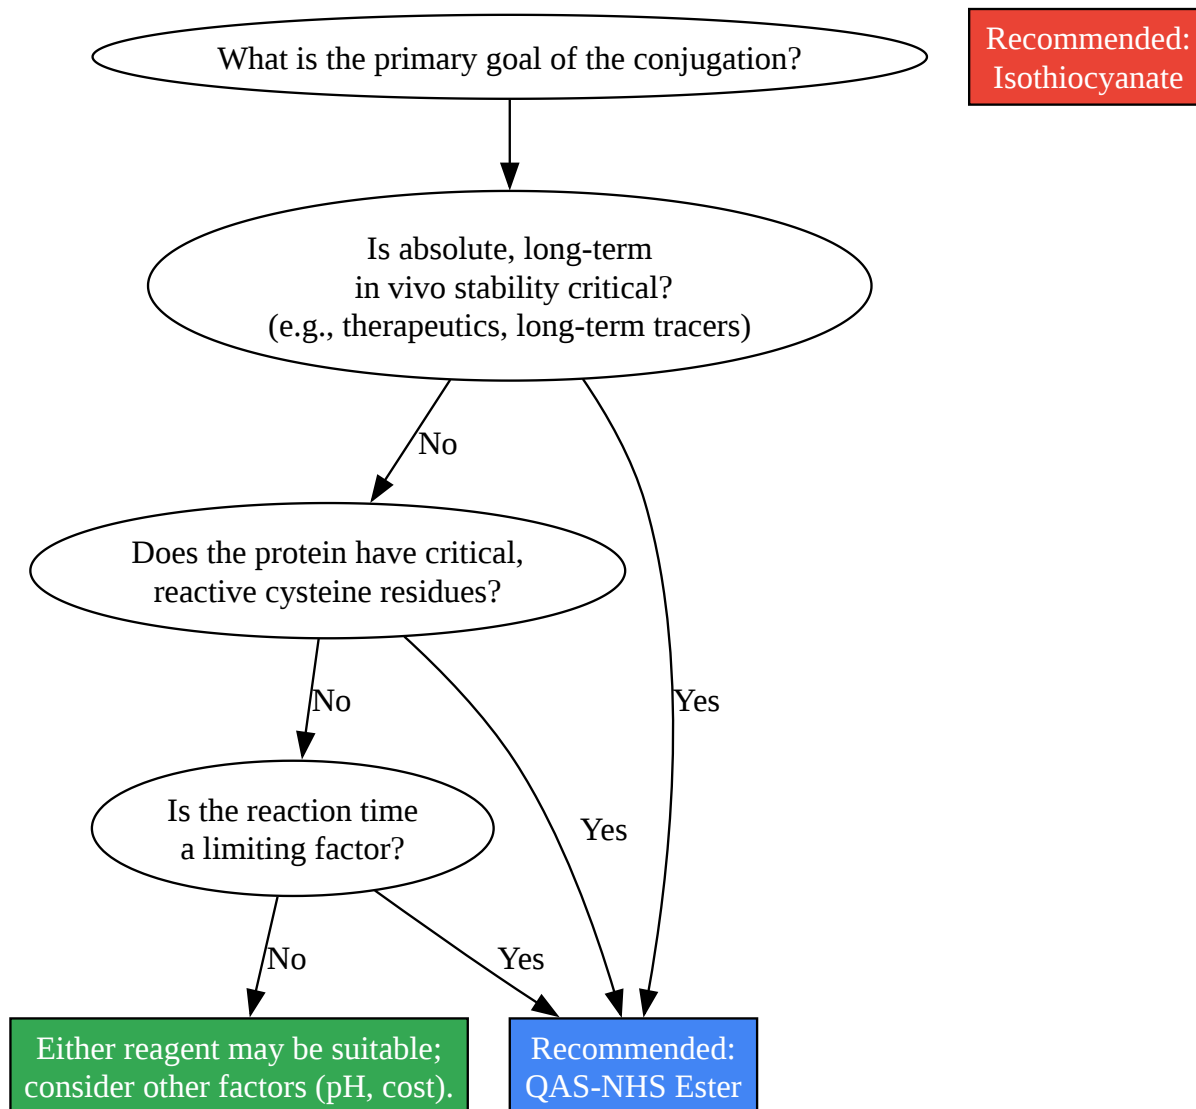 What is the primary goal of the conjugation?
Recommended:
Isothiocyanate
Is absolute, long-term
in vivo stability critical?
(e.g., therapeutics, long-term tracers)
No
Does the protein have critical,
reactive cysteine residues?
No
Yes
Is the reaction time
a limiting factor?
Yes
No
Yes
Either reagent may be suitable;
consider other factors (pH, cost).
Recommended:
QAS-NHS Ester